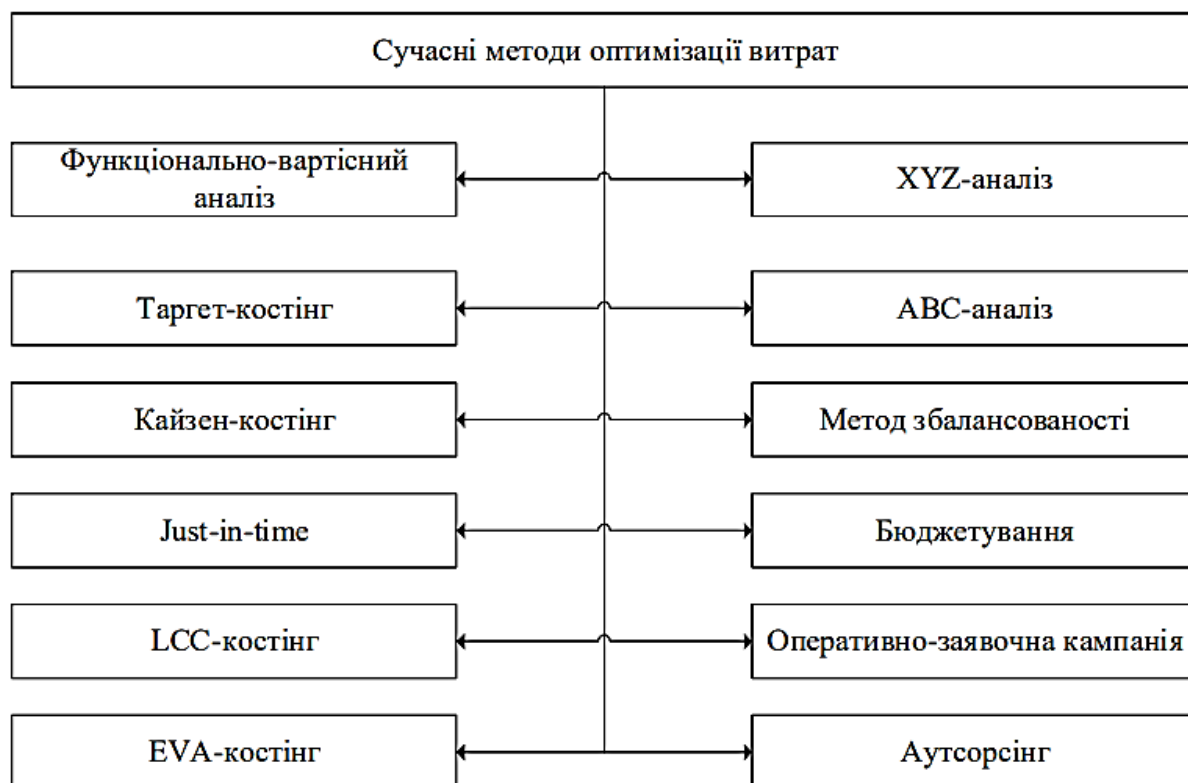 Сучасні методи оптимізації витрат
Функціонально-вартісний
аналіз
XYZ-аналіз
Таргет-костінг
АВС-аналіз
Кайзен-костінг
Метод збалансованості
Just-in-time
Бюджетування
LCC-костінг
Оперативно-заявочна кампанія
EVA-костінг
Аутсорсінг